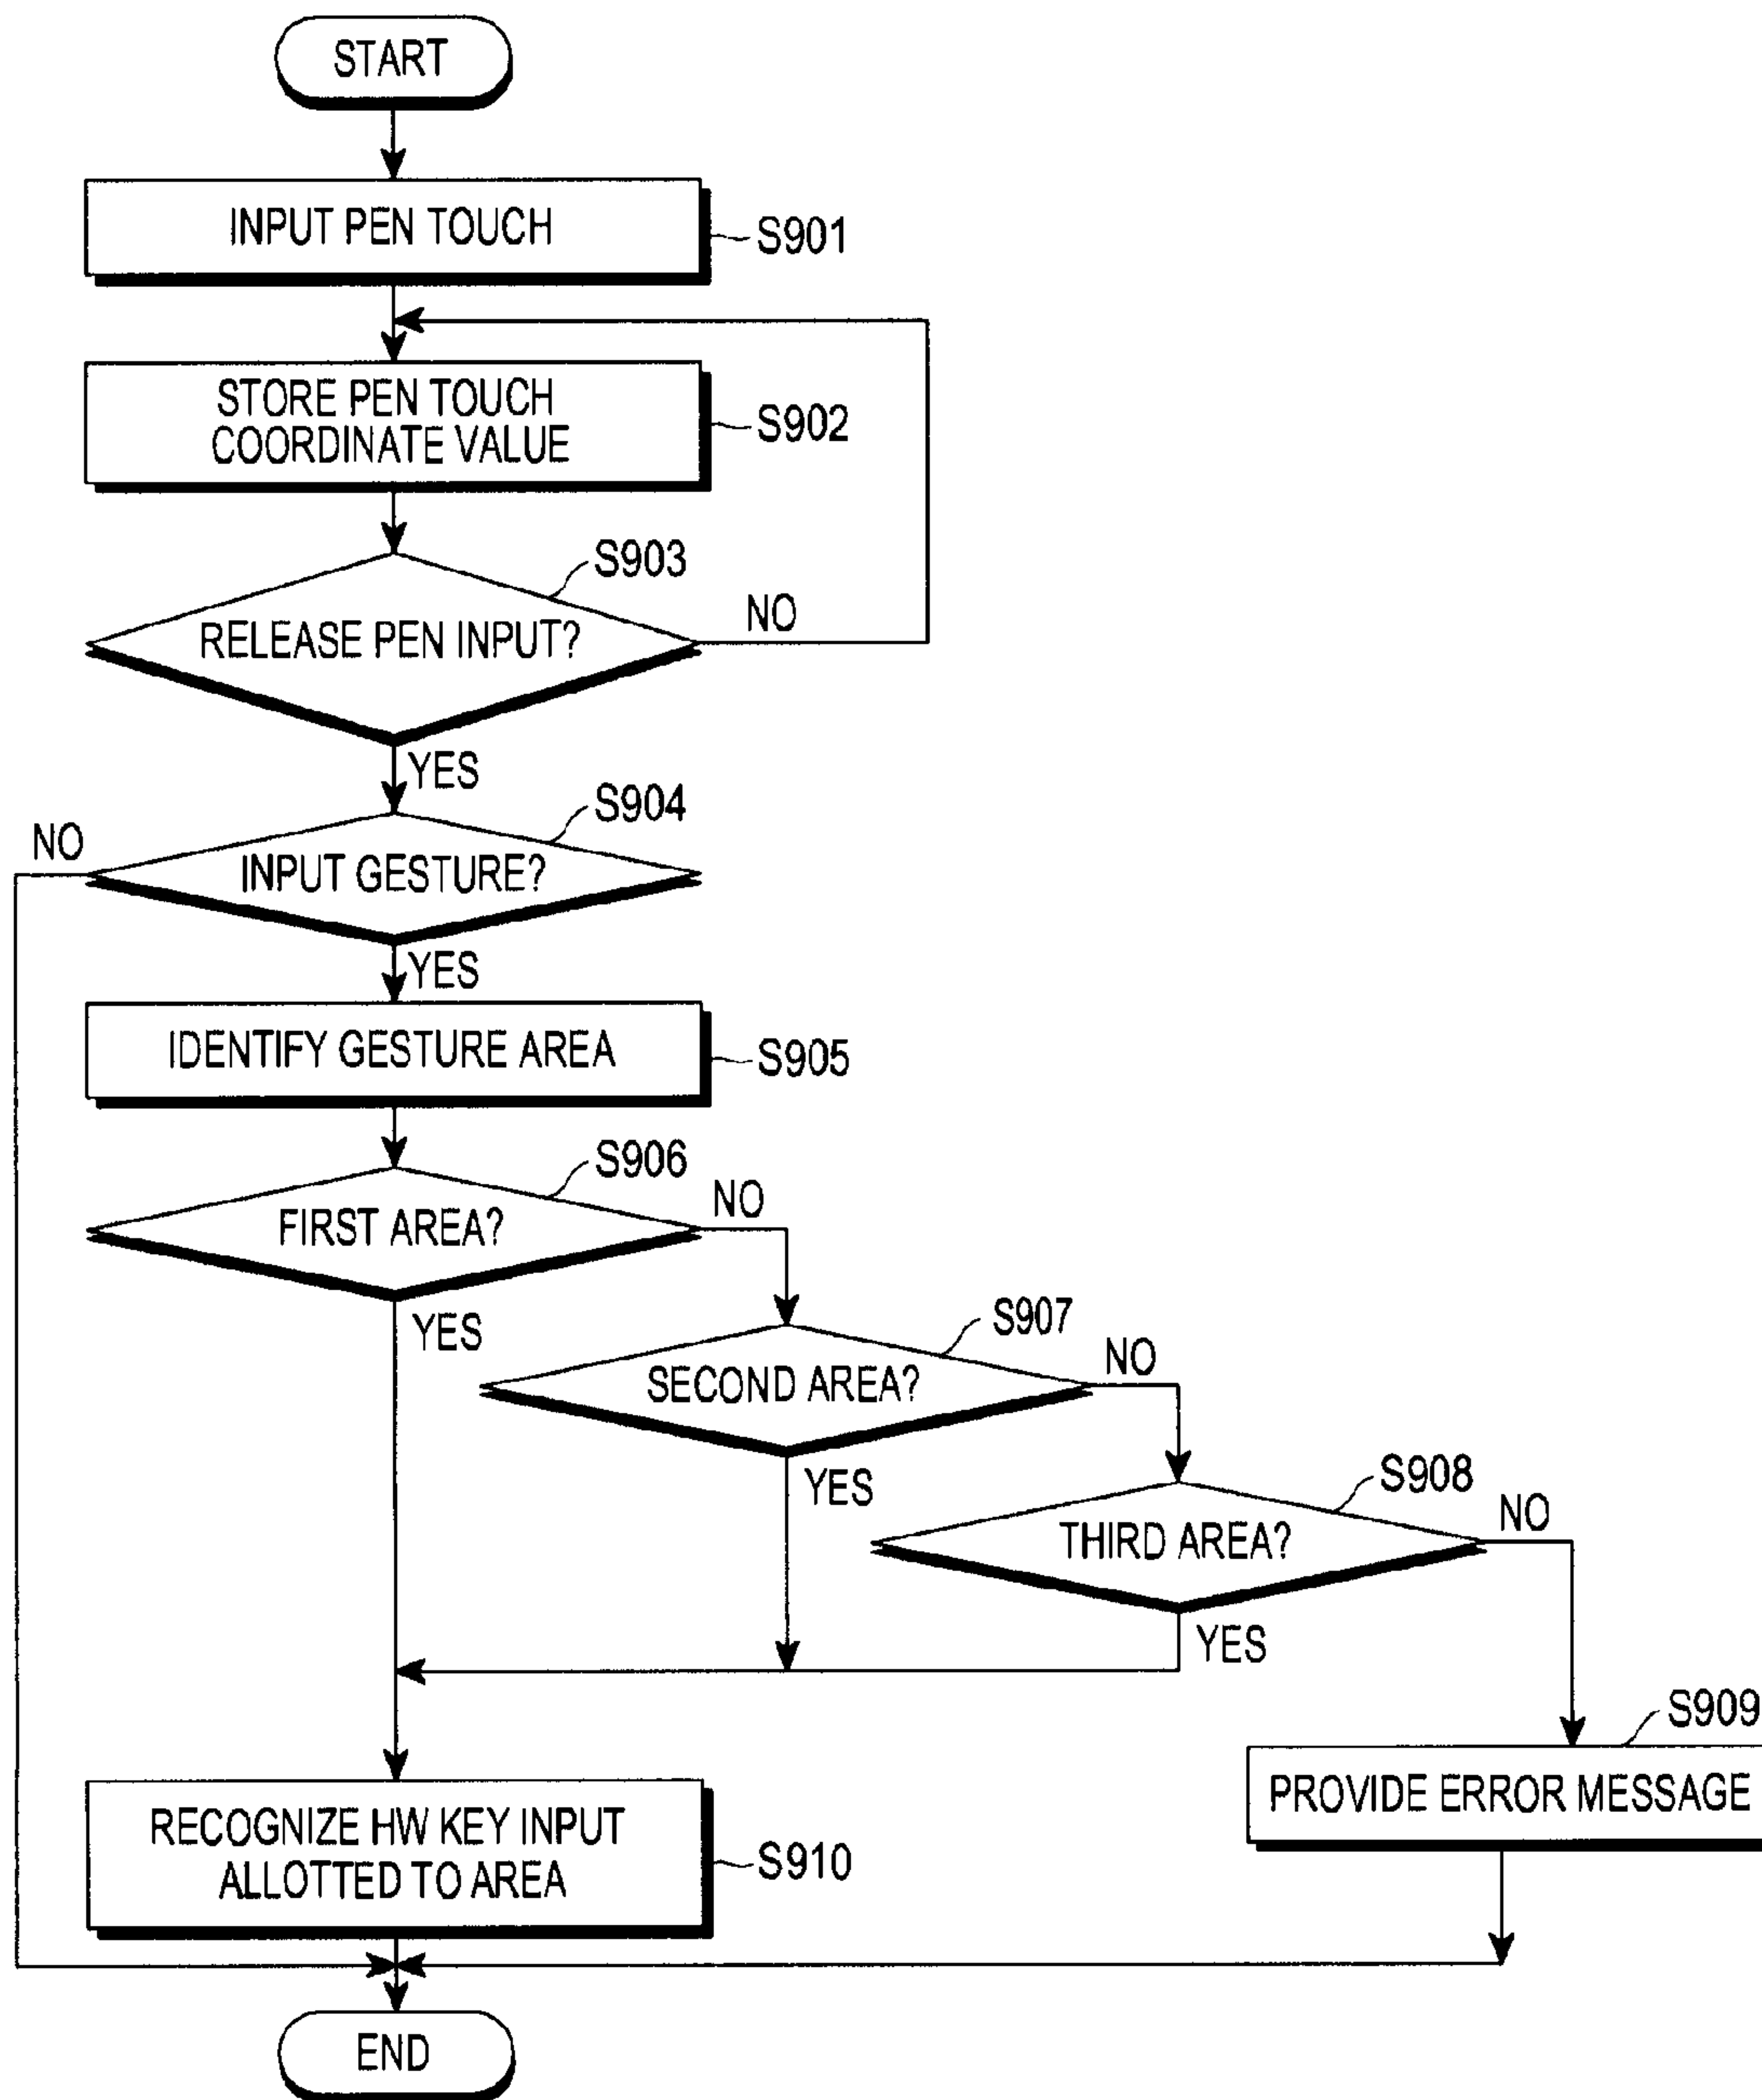 START
INPUT PEN TOUCH
S901
STORE PEN TOUCH
COORDINATE VALUE
S902
S903
RELEASE PEN INPUT?
NO
YES
S904
NO
INPUT GESTURE?
YES
IDENTIFY GESTURE AREA
S905
S906
FIRST AREA?
NO
YES
S907
SECOND AREA?
NO
YES
S908
THIRD AREA?
NO
YES
S909
PROVIDE ERROR MESSAGE
RECOGNIZE HW KEY INPUT
ALLOTTED TO AREA
S910
END